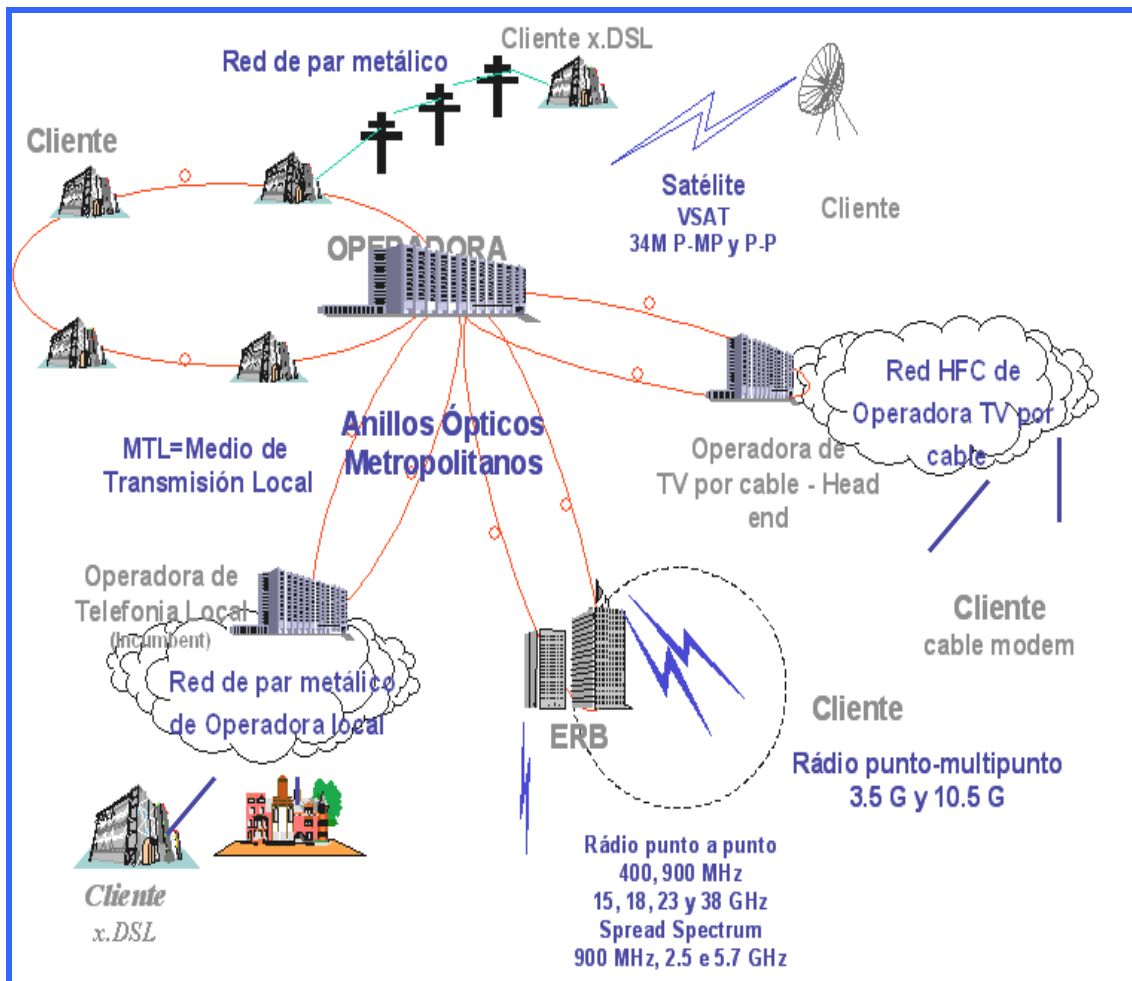 Cliente x.DSL
Red de par metálico
Cliente
Satélite
VSAT
34M P-MP y P-P
Cliente
OPERADORA
Red HFC de
Operadora TV por
cable
Anillos Ópticos
Metropolitanos
MTL=Medio de
Transmisión Local
Operadora de
TV por cable - Head
end
Operadora de
Telefonia Local
(Incumbent)
Red de par metálico
de Operadora local
Cliente
cable modem
Cliente
ERB
Rádio punto-multipunto
3.5 G y 10.5 G
Rádio punto a punto
400, 900 MHz
15, 18, 23 y 38 GHz
Spread Spectrum
900 MHz, 2.5 e 5.7 GHz
Cliente
x.DSL